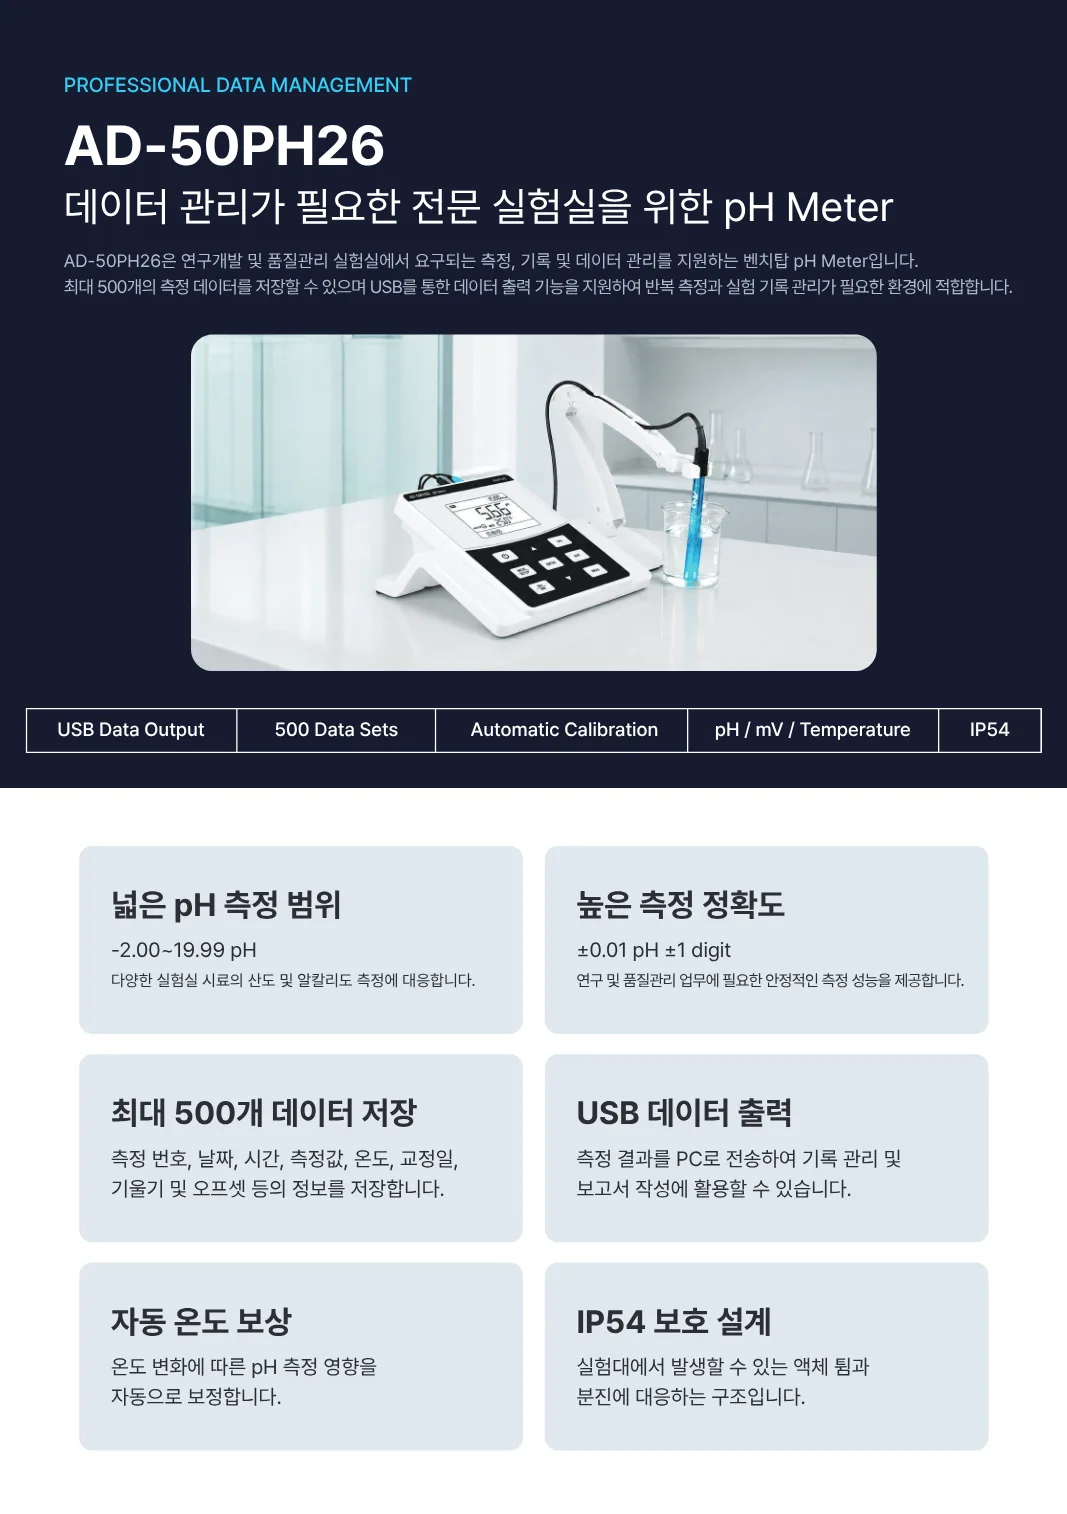 PROFESSIONAL DATA MANAGEMENT
AD-50PH26
데이터 관리가 필요한 전문 실험실을 위한 pH Meter
AD-50PH26은 연구개발 및 품질관리 실험실에서 요구되는 측정, 기록 및 데이터 관리를 지원하는 벤치탑 pH Meter입니다.
최대 500개의 측정 데이터를 저장할 수 있으며 USB를 통한 데이터 출력 기능을 지원하여 반복 측정과 실험 기록 관리가 필요한 환경에 적합합니다.
5.66
USB Data Output
500 Data Sets
Automatic Calibration
pH / mV / Temperature
IP54
넓은 pH 측정 범위
-2.00~19.99 pH
다양한 실험실 시료의 산도 및 알칼리도 측정에 대응합니다.
높은 측정 정확도
±0.01 pH ±1 digit
연구 및 품질관리 업무에 필요한 안정적인 측정 성능을 제공합니다.
최대 500개 데이터 저장
측정 번호, 날짜, 시간, 측정값, 온도, 교정일,
기울기 및 오프셋 등의 정보를 저장합니다.
USB 데이터 출력
측정 결과를 PC로 전송하여 기록 관리 및
보고서 작성에 활용할 수 있습니다.
자동 온도 보상
온도 변화에 따른 pH 측정 영향을
자동으로 보정합니다.
IP54 보호 설계
실험대에서 발생할 수 있는 액체 튐과
분진에 대응하는 구조입니다.